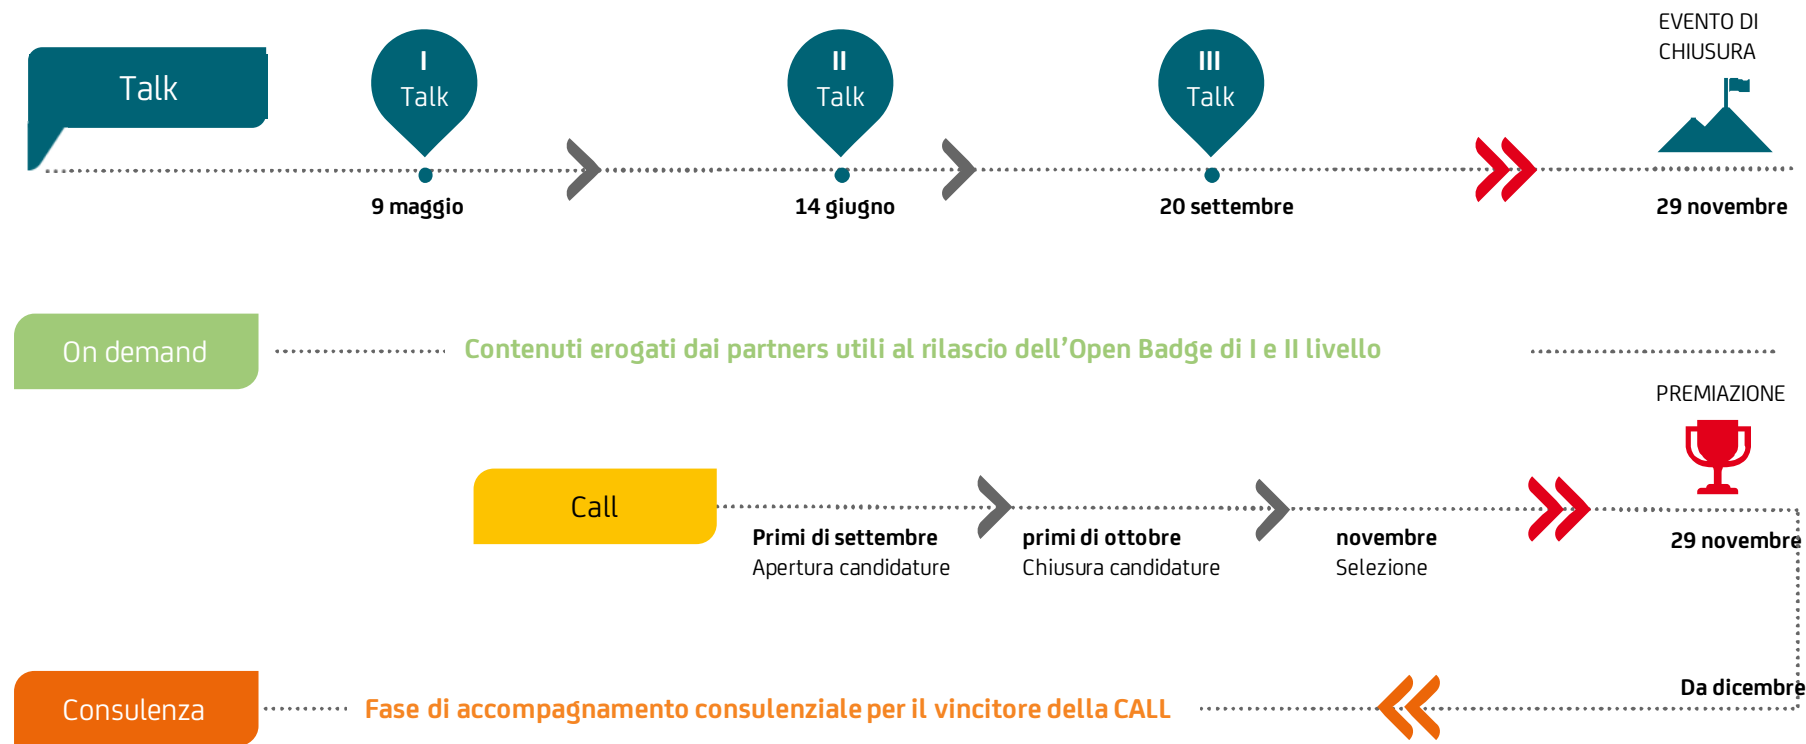 EVENTO DI
CHIUSURA
Talk
I
Talk
II
Talk
III
Talk
9 maggio
14 giugno
20 settembre
29 novembre
On demand
Contenuti erogati dai partners utili al rilascio dell’Open Badge di I e II livello
PREMIAZIONE
Call
Primi di settembre
Apertura candidature
primi di ottobre
Chiusura candidature
novembre
Selezione
29 novembre
Da dicembre
Consulenza
Fase di accompagnamento consulenziale per il vincitore della CALL